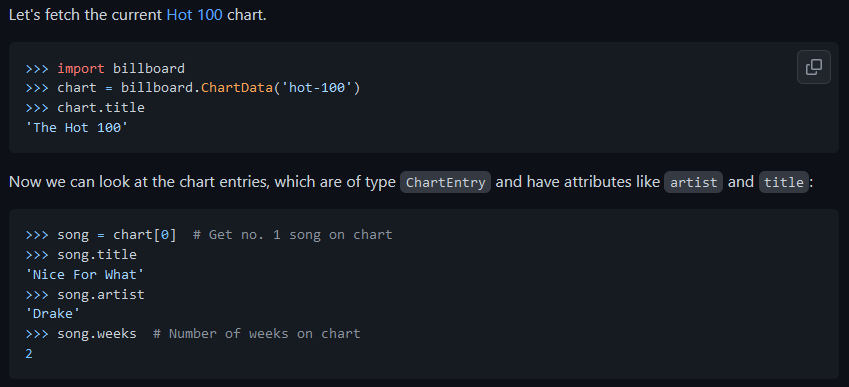 Let's fetch the current Hot 100 chart.
>>> import billboard
>>> chart = billboard.ChartData('hot-100')
>>> chart.title
'The Hot 100'
Now we can look at the chart entries, which are of type ChartEntry and have attributes like artist and title:
>>> song = chart[0]  # Get no. 1 song on chart
>>> song.title
'Nice For What'
>>> song.artist
'Drake'
>>> song.weeks  # Number of weeks on chart
2